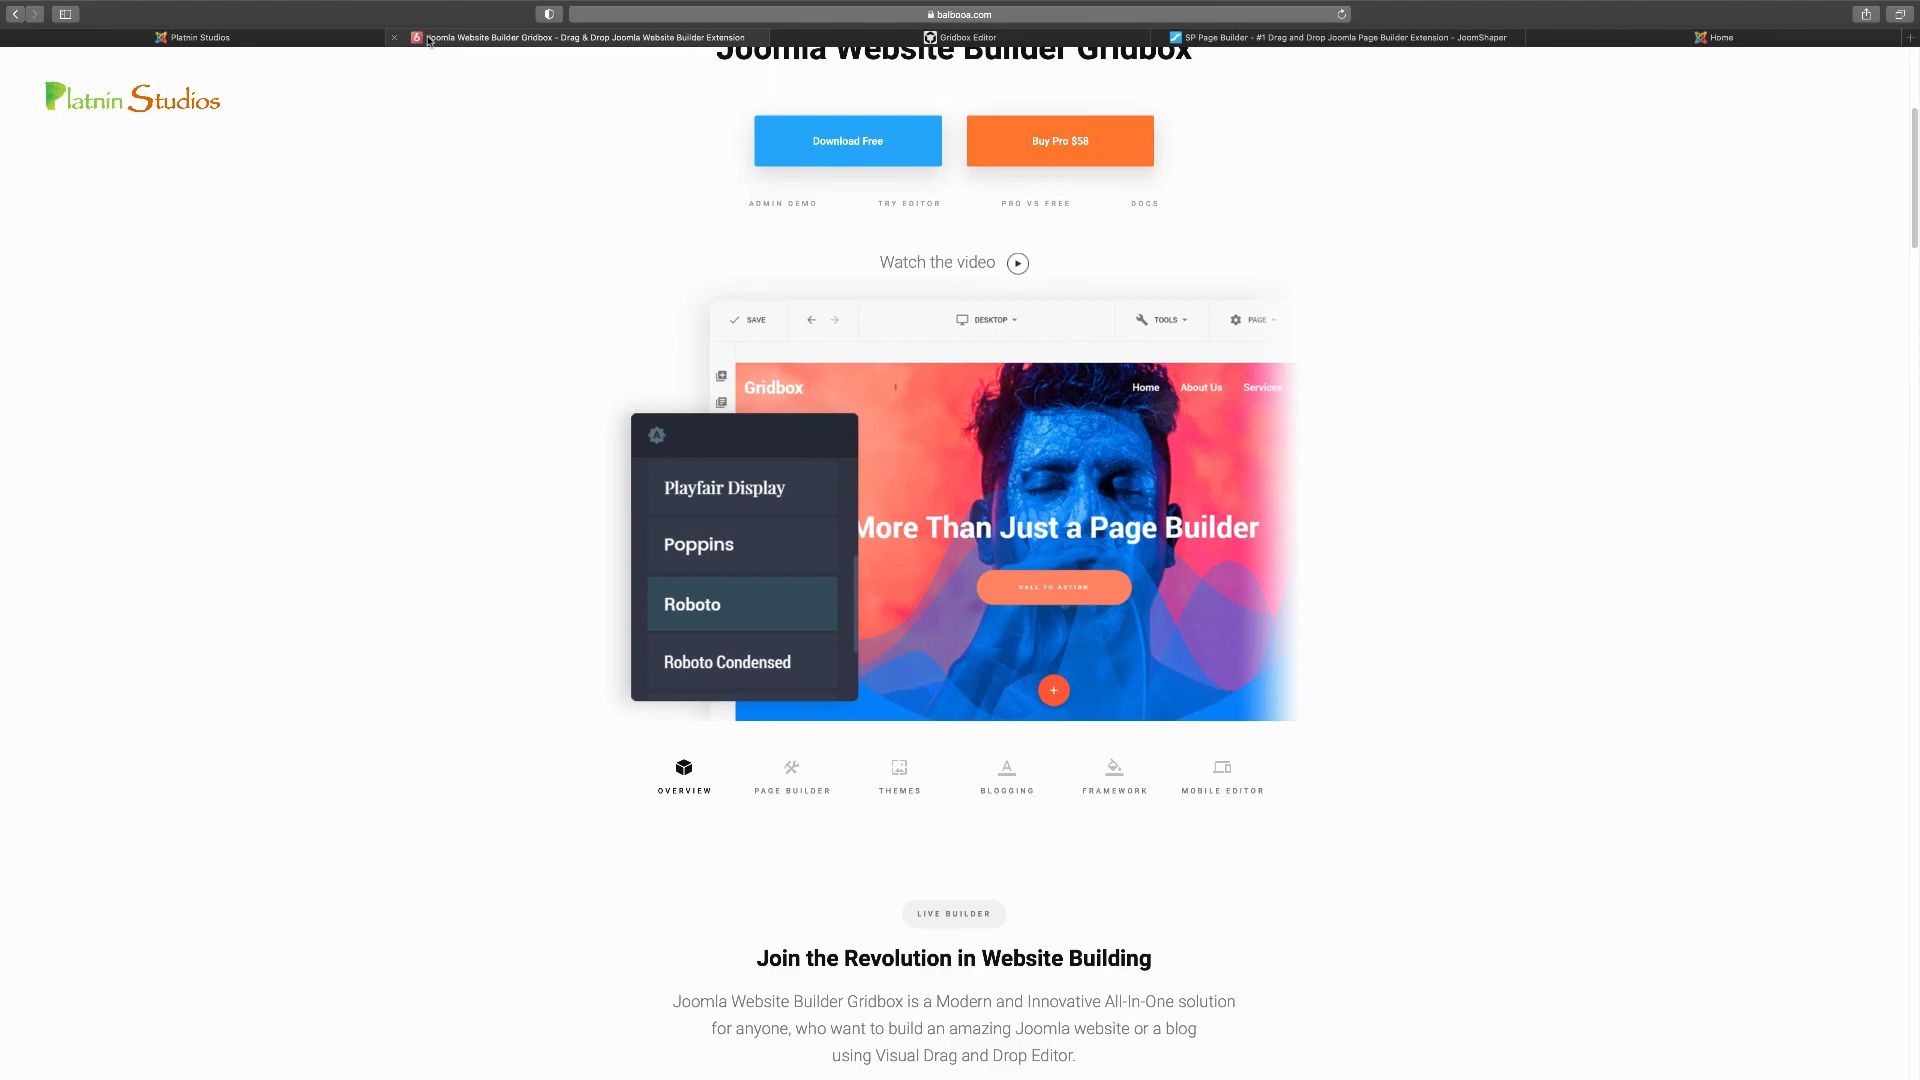 balbooa.com
Platnin Studios
Joomla Website Builder Gridbox - Drag & Drop Joomla Website Builder Extension
Gridbox Editor
SP Page Builder - #1 Drag and Drop Joomla Page Builder Extension - JoomShaper
Home
Joomla Website Builder Gridbox
Platnin Studios
Download Free
Buy Pro $58
ADMIN DEMO
TRY EDITOR
PRO VS FREE
DOCS
Watch the video
SAVE
DESKTOP
TOOLS
PAGE
Gridbox
Home
About Us
Services
Playfair Display
Poppins
Roboto
Roboto Condensed
More Than Just a Page Builder
CALL TO ACTION
OVERVIEW
PAGE BUILDER
THEMES
BLOGGING
FRAMEWORK
MOBILE EDITOR
LIVE BUILDER
Join the Revolution in Website Building
Joomla Website Builder Gridbox is a Modern and Innovative All-In-One solution
for anyone, who want to build an amazing Joomla website or a blog
using Visual Drag and Drop Editor.